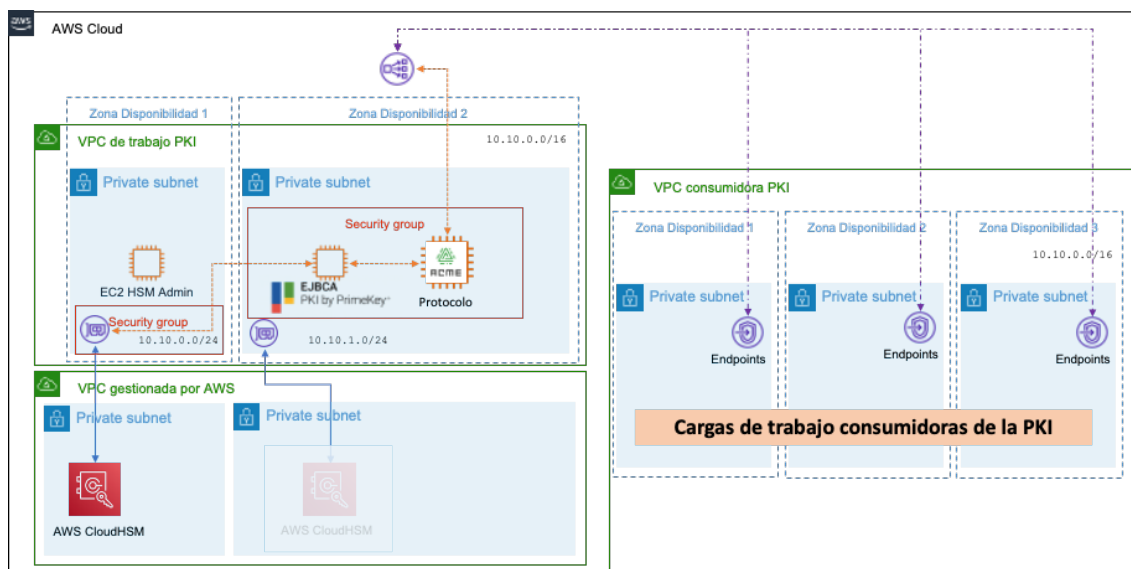 aws
AWS Cloud
Zona Disponibilidad 1
Zona Disponibilidad 2
VPC de trabajo PKI
10.10.0.0/16
Private subnet
Private subnet
Security group
EC2 HSM Admin
EJBCA
PKI by PrimeKey
ACME
Protocolo
Security group
10.10.0.0/24
10.10.1.0/24
VPC gestionada por AWS
Private subnet
Private subnet
AWS CloudHSM
AWS CloudHSM
VPC consumidora PKI
Zona Disponibilidad 1
Zona Disponibilidad 2
Zona Disponibilidad 3
10.10.0.0/16
Private subnet
Private subnet
Private subnet
Endpoints
Endpoints
Endpoints
Cargas de trabajo consumidoras de la PKI